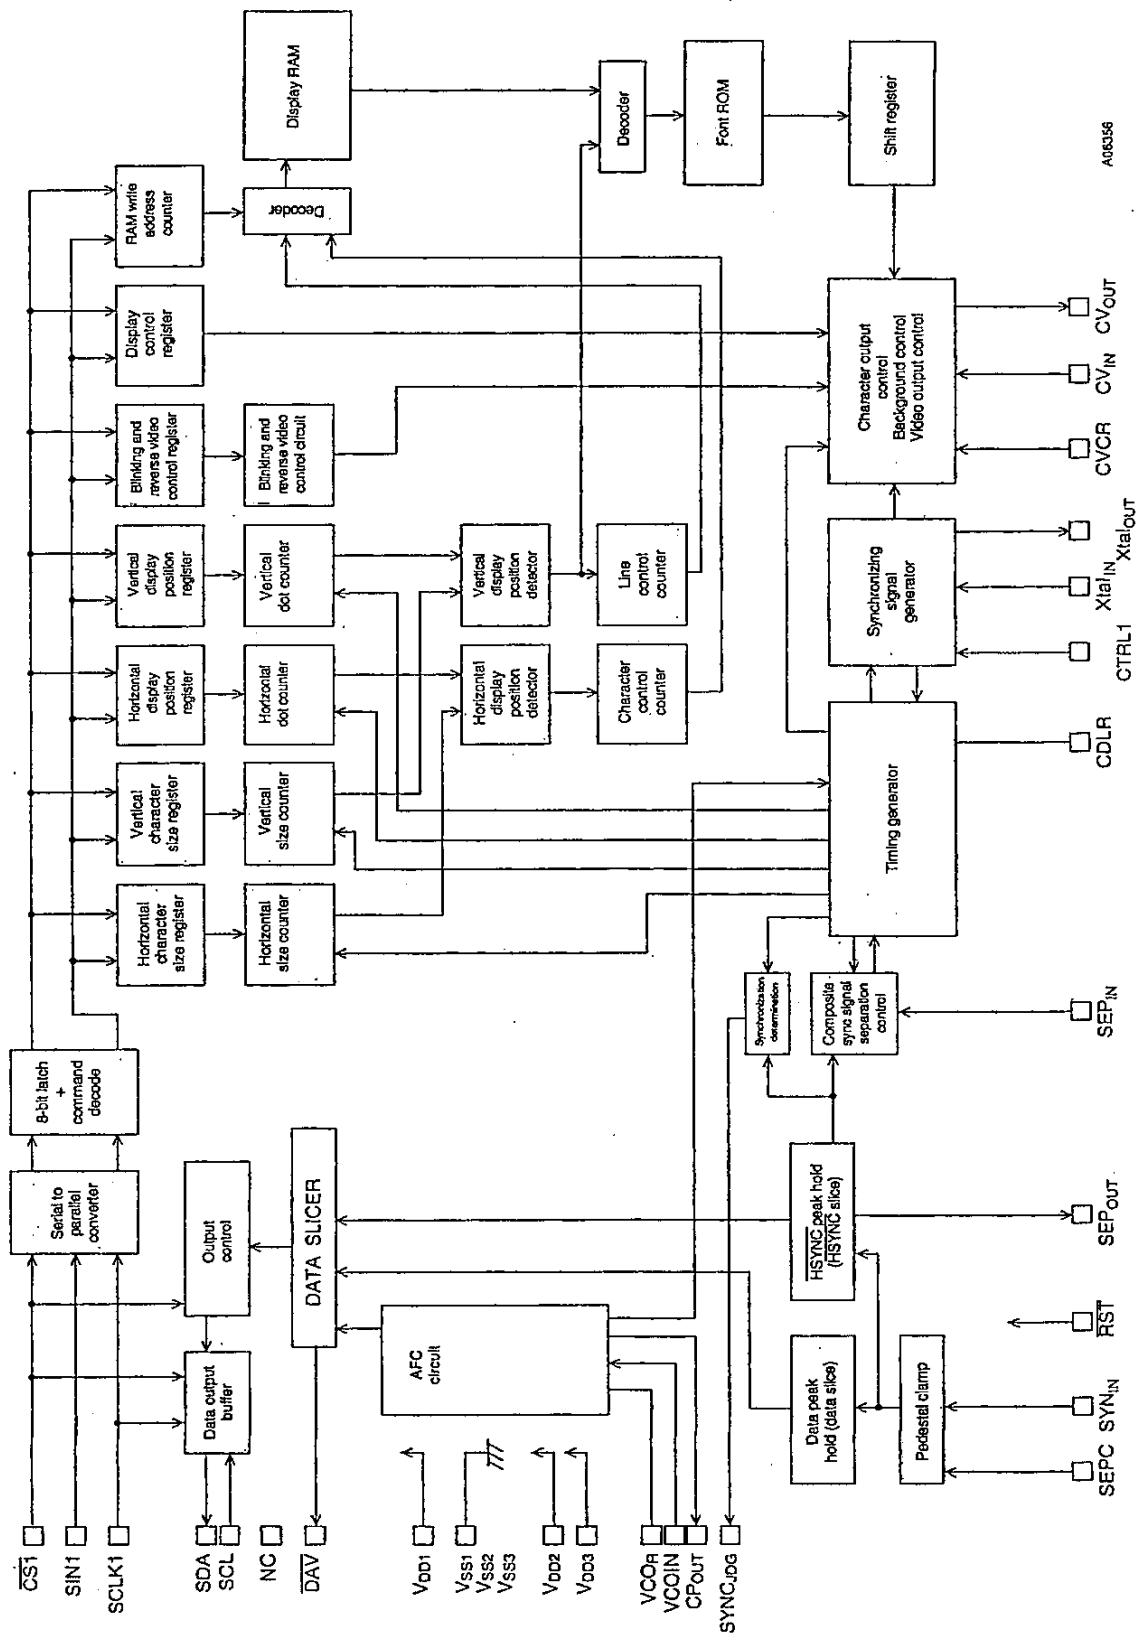 CS1
SIN1
SCLK1
SDA
SCL
NC
DAV
VDD1
VSS1
VSS2
VSS3
VDD2
VDD3
VCOR
VCOIN
CPOUT
SYNCJDG
Serial to
parallel
converter
8-bit latch
+
command
decode
Data output
buffer
Output
control
DATA SLICER
AFC
circuit
Horizontal
character
size register
Vertical
character
size register
Horizontal
display
position
register
Vertical
display
position
register
Blinking and
reverse video
control register
Display
control
register
RAM write
address
counter
Horizontal
size counter
Vertical
size counter
Horizontal
dot counter
Vertical
dot counter
Blinking and
reverse video
control circuit
Decoder
Display RAM
Horizontal
display
position
detector
Vertical
display
position
detector
Character
control
counter
Line
control
counter
Decoder
Font ROM
Shift register
Data peak
hold (data slice)
Pedestal clamp
HSYNC peak hold
(HSYNC slice)
Synchronization
determination
Composite
sync signal
separation
control
Timing generator
Synchronizing
signal
generator
Character output
control
Background control
Video output control
SEPC
SYNIN
RST
SEPOUT
SEPIN
CDLR
CTRL1
XtalIN
XtalOUT
CVCR
CVIN
CVOUT
A06356